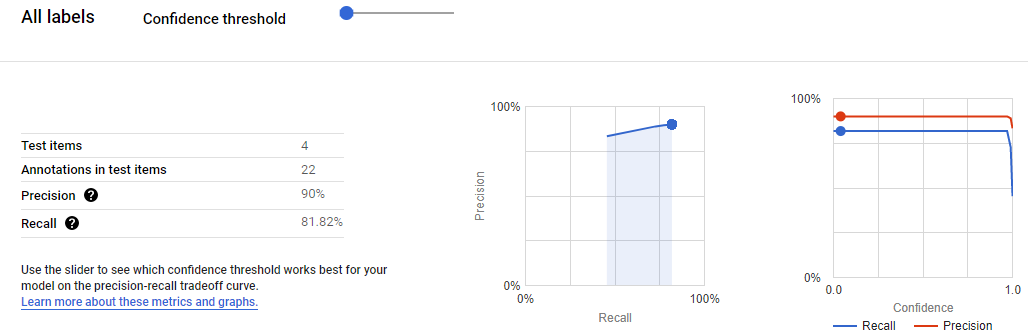 All labels
Confidence threshold
Test items 4
Annotations in test items 22
Precision ? 90%
Recall ? 81.82%
Use the slider to see which confidence threshold works best for your
model on the precision-recall tradeoff curve.
Learn more about these metrics and graphs.
100%
Precision
0%
0% 100%
Recall
100%
0%
0.0 1.0
Confidence
Recall Precision